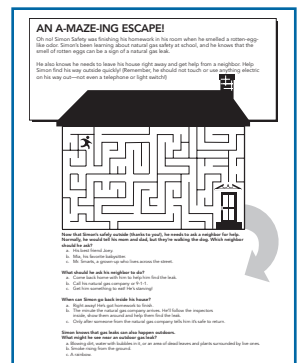 AN A-MAZE-ING ESCAPE!
Oh no! Simon Safety was finishing his homework in his room when he smelled a rotten-egg-
like odor. Simon's been learning about natural gas safety at school, and he knows that the
smell of rotten eggs can be a sign of a natural gas leak.
He also knows he needs to leave his house right away and get help from a neighbor. Help
Simon find his way outside quickly! (Remember, he should not touch or use anything electric
on his way out—not even a telephone or light switch!)
Now that Simon's safely outside (thanks to you!), he needs to ask a neighbor for help.
Normally, he would tell his mom and dad, but they're walking the dog. Which neighbor
should he ask?
a. His best friend Joey.
b. Mia, his favorite babysitter.
c. Mr. Smarts, a grown-up who lives across the street.
What should he ask his neighbor to do?
a. Come back home with him to help him find the leak.
b. Call his natural gas company or 9-1-1.
c. Get him something to eat! He's starving!
When can Simon go back inside his house?
a. Right away! He's got homework to finish.
b. The minute the natural gas company arrives. He'll follow the inspectors
inside, show them around and help them find the leak.
c. Only after someone from the natural gas company tells him it's safe to return.
Simon knows that gas leaks can also happen outdoors.
What might he see near an outdoor gas leak?
a. Blowing dirt, water with bubbles in it, or an area of dead leaves and plants surrounded by live ones.
b. Smoke rising from the ground.
c. A rainbow.